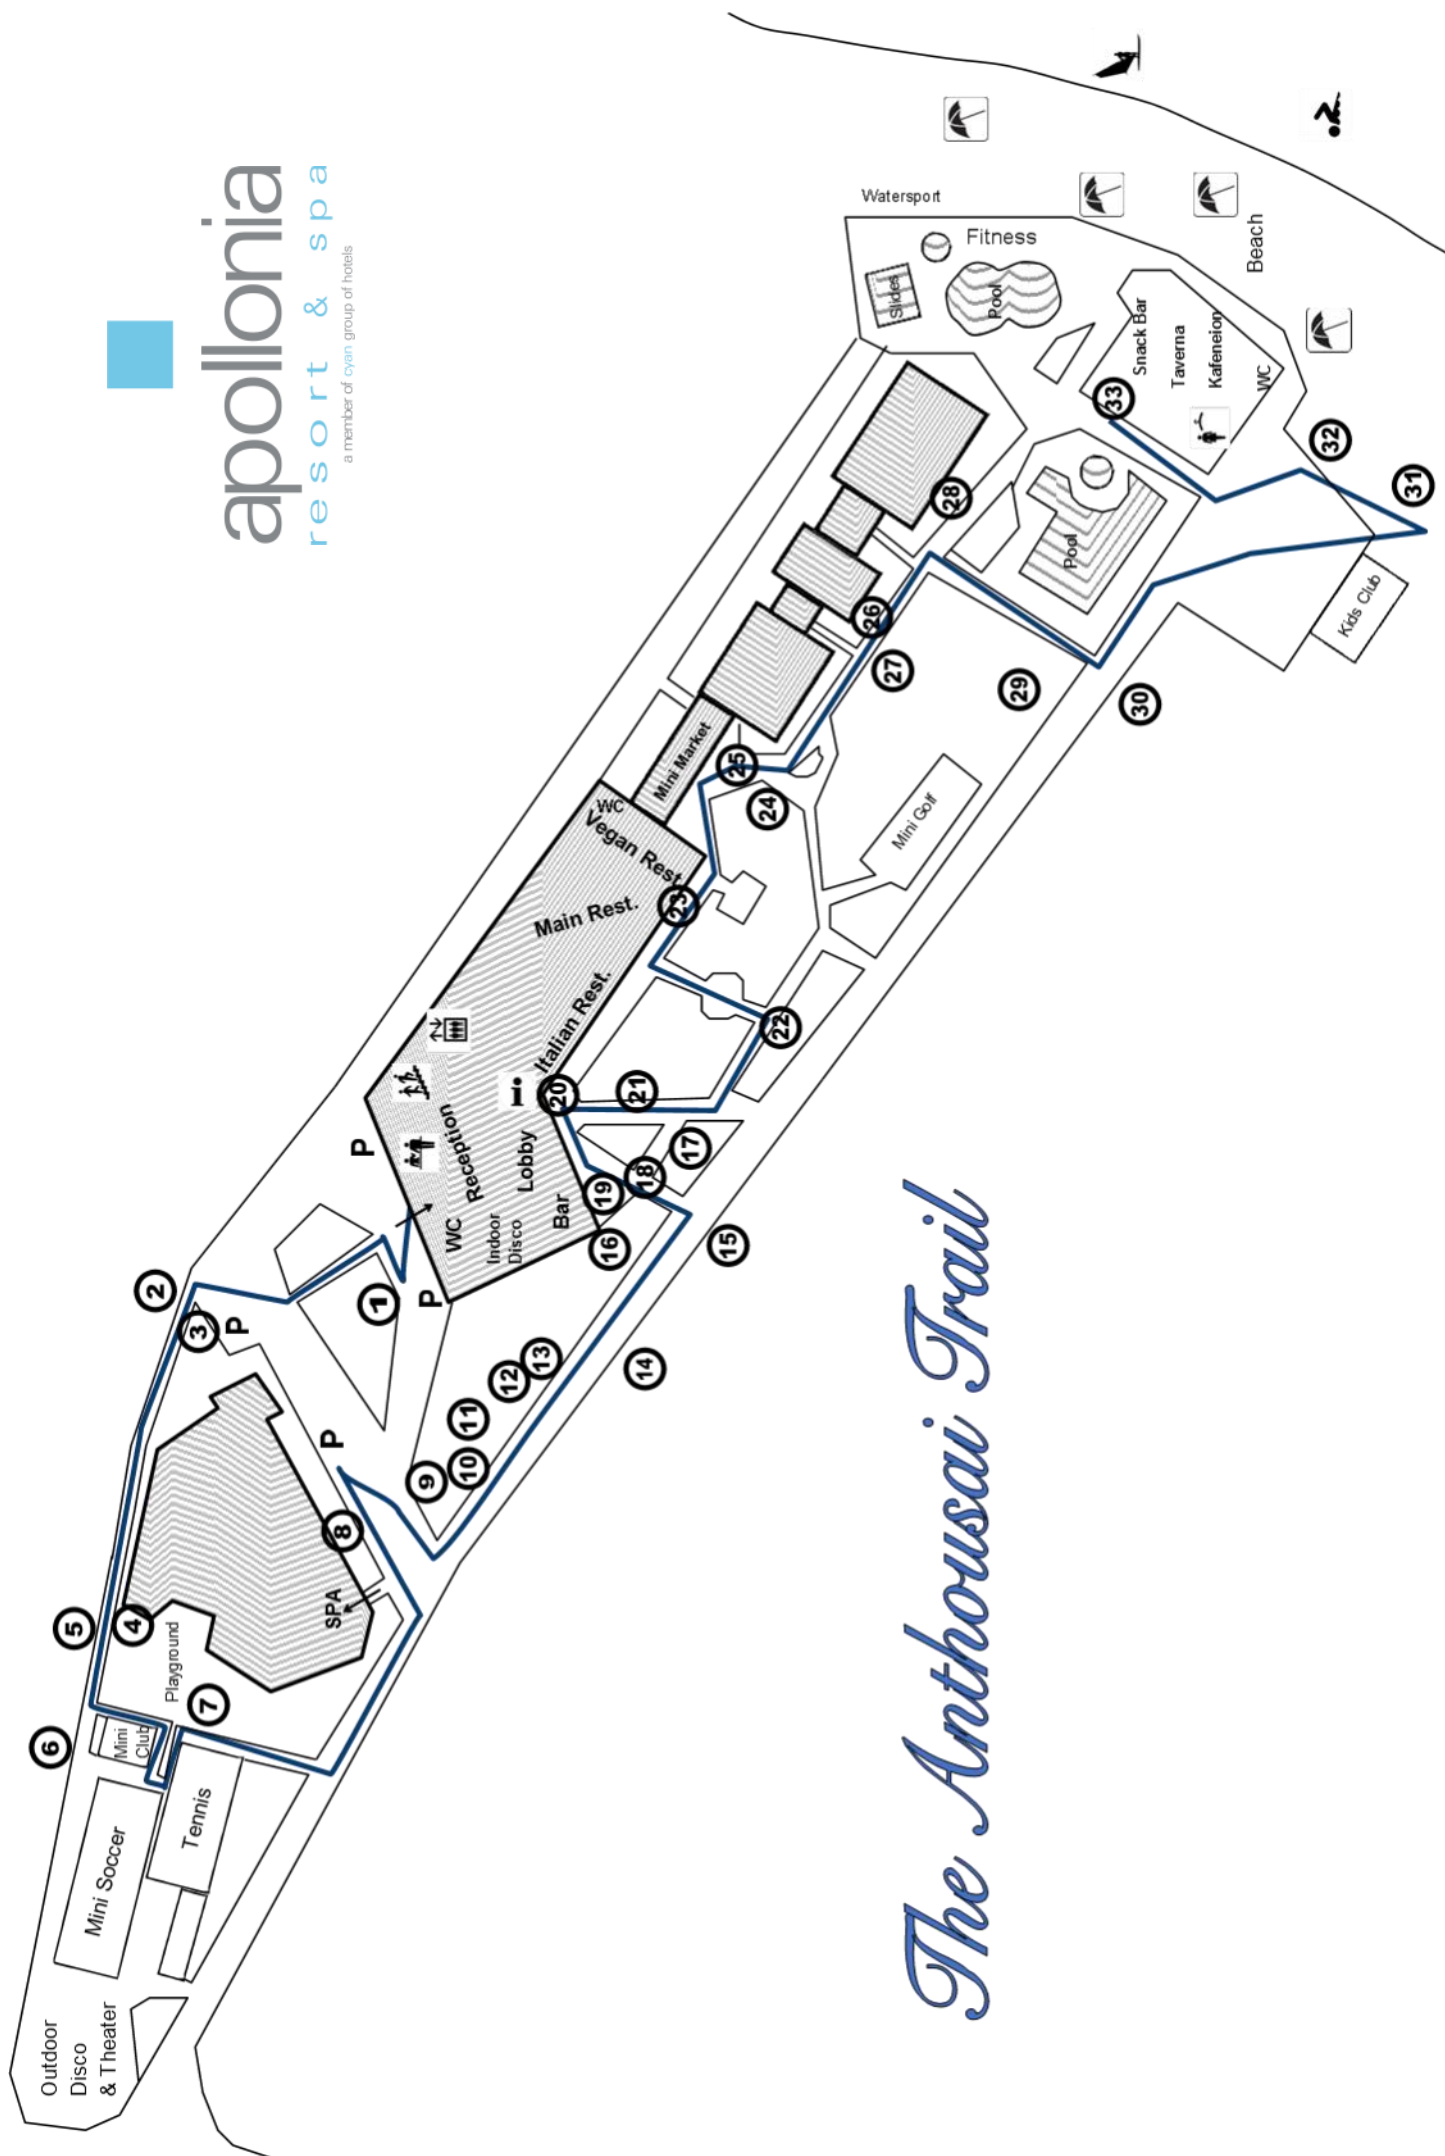 apollonia
resort & spa
a member of cyan group of hotels
Outdoor
Disco
& Theater
Mini Soccer
Tennis
Mini
Club
Playground
SPA
6
5
4
7
8
3
2
P
P
1
P
P
9
10
11
12
13
14
15
16
17
18
19
20
21
22
23
24
25
26
27
28
29
30
31
32
33
WC
Reception
Indoor
Disco
Lobby
Bar
i
Italian Rest.
Main Rest.
Vegan Rest.
WC
Mini Market
Mini Golf
Pool
Kids Club
Slides
Pool
Fitness
Watersport
Snack Bar
Taverna
Kafeneion
WC
Beach
The Anthousai Trail